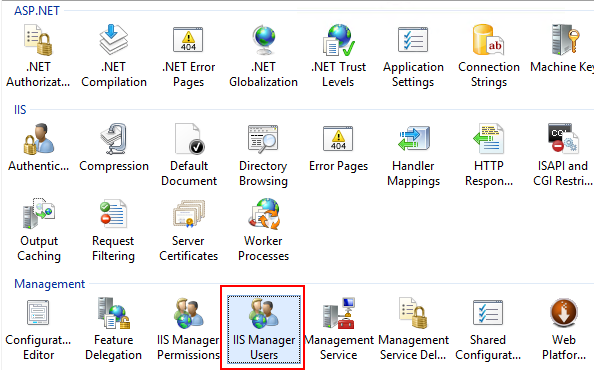 ASP.NET
.NET Authorizat...
.NET Compilation
404
.NET Error Pages
.NET Globalization
.NET Trust Levels
Application Settings
ab
Connection Strings
Machine Key
IIS
Authentic...
Compression
Default Document
Directory Browsing
404
Error Pages
Handler Mappings
HTTP Respon...
CGI
ISAPI and CGI Restri...
Output Caching
Request Filtering
Server Certificates
Worker Processes
Management
Configurat... Editor
Feature Delegation
IIS Manager Permissions
IIS Manager Users
Management Service
Management Service Del...
Shared Configurat...
Web Platfor...